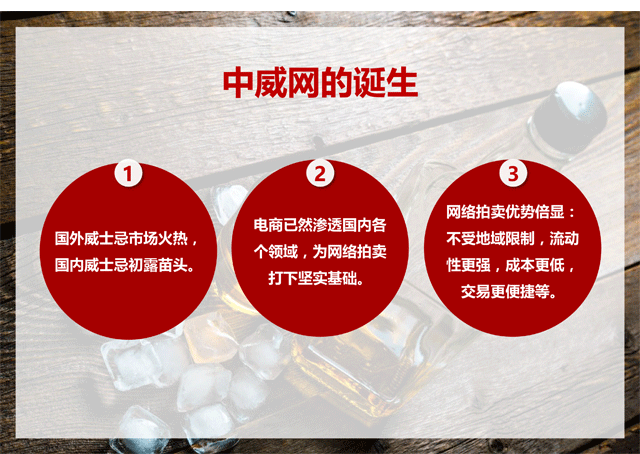 中威网的诞生
1
国外威士忌市场火热，
国内威士忌初露苗头。
2
电商已然渗透国内各
个领域，为网络拍卖
打下坚实基础。
3
网络拍卖优势倍显：
不受地域限制，流动
性更强，成本更低，
交易更便捷等。